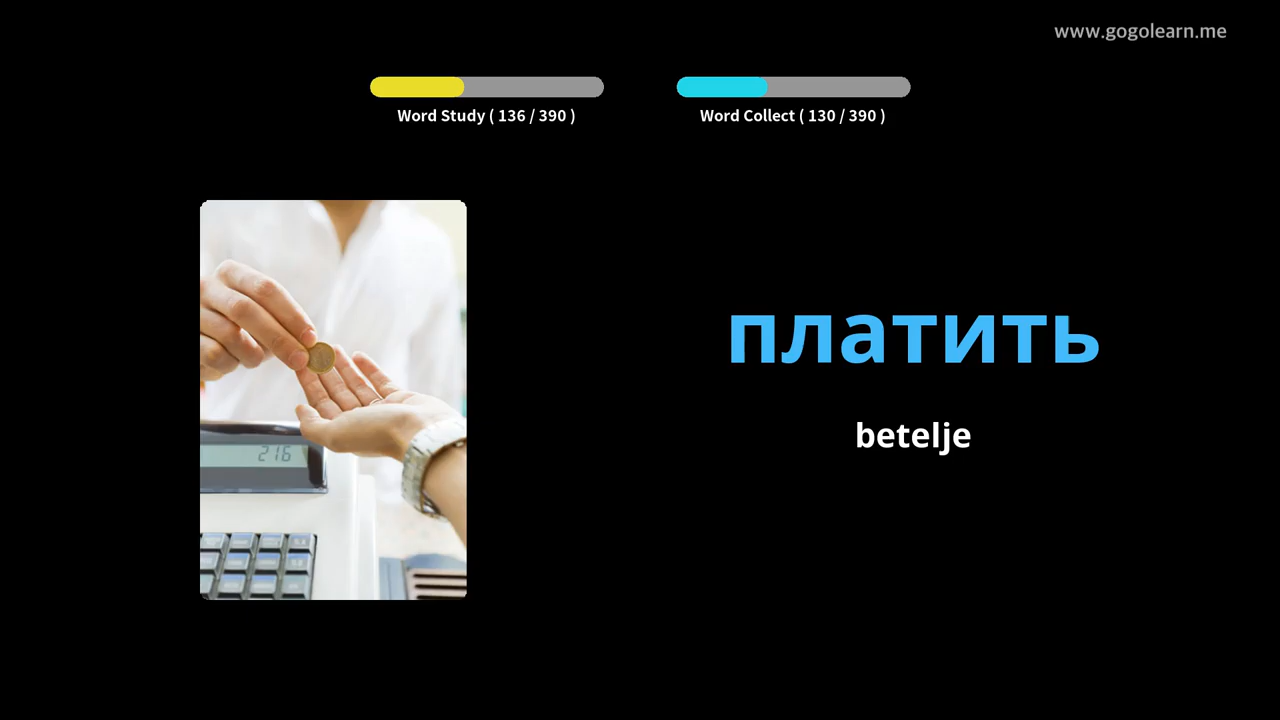 www.gogolearn.me
Word Study ( 136 / 390 )
Word Collect ( 130 / 390 )
платить
betelje
216